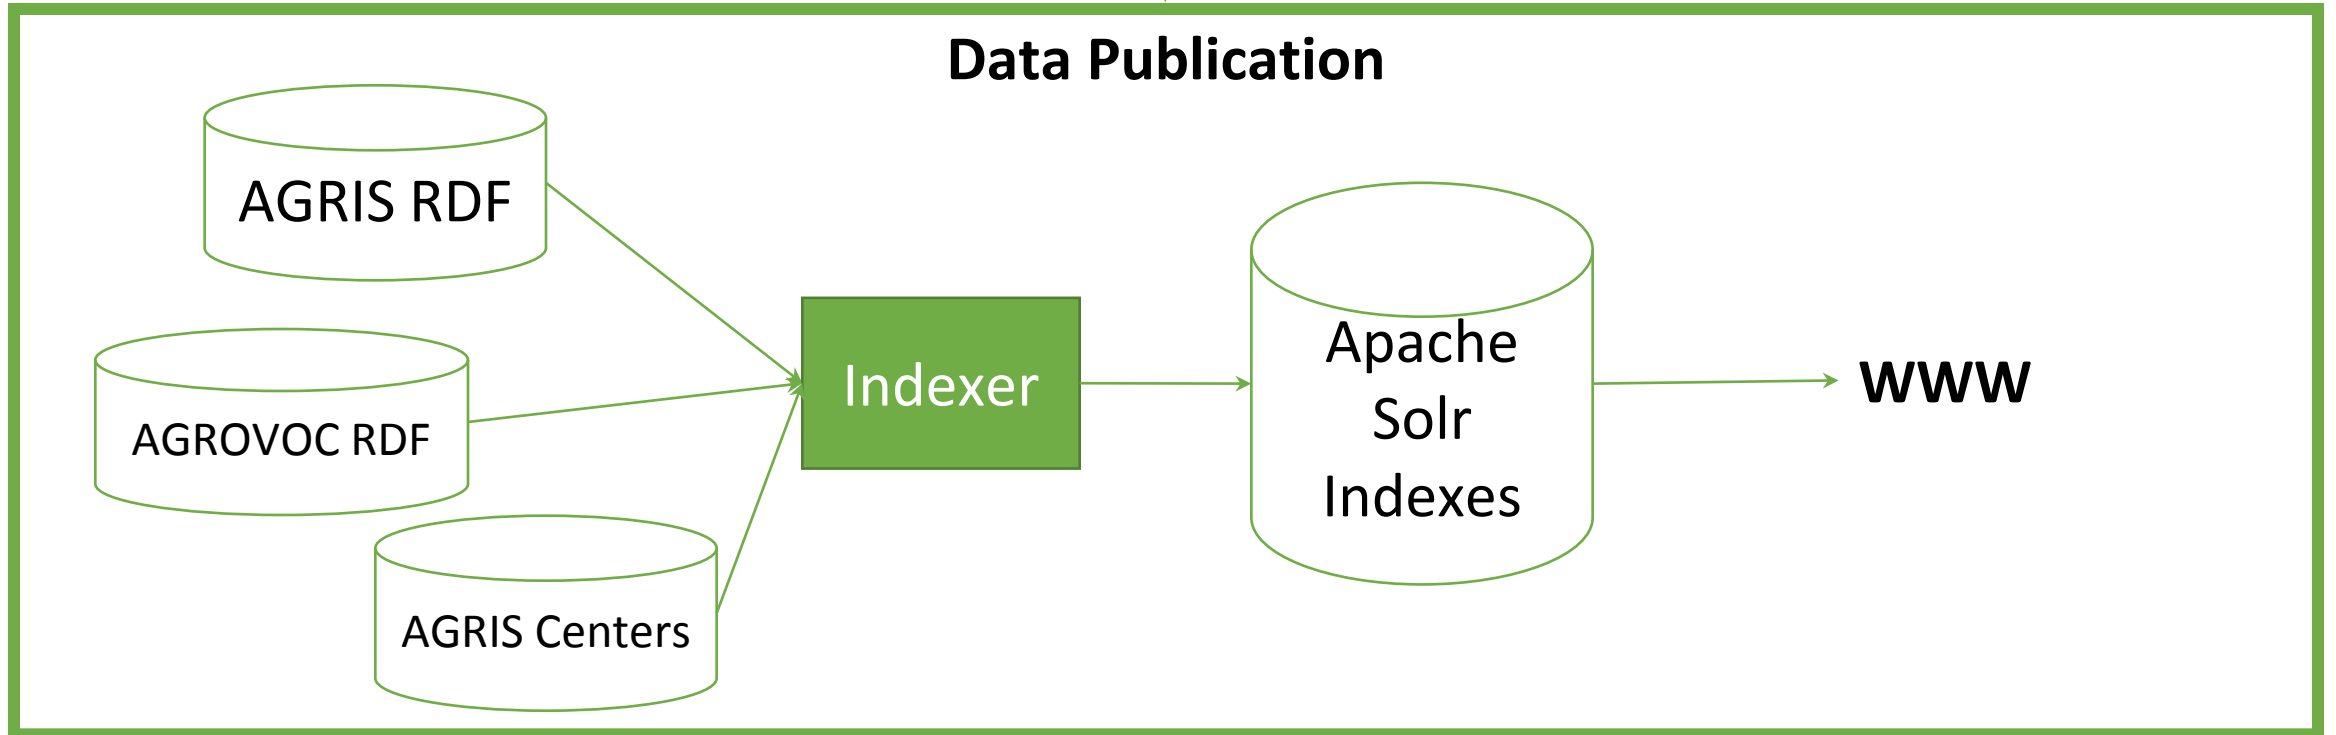 Data Publication
AGRIS RDF
AGROVOC RDF
AGRIS Centers
Indexer
Apache
Solr
Indexes
WWW